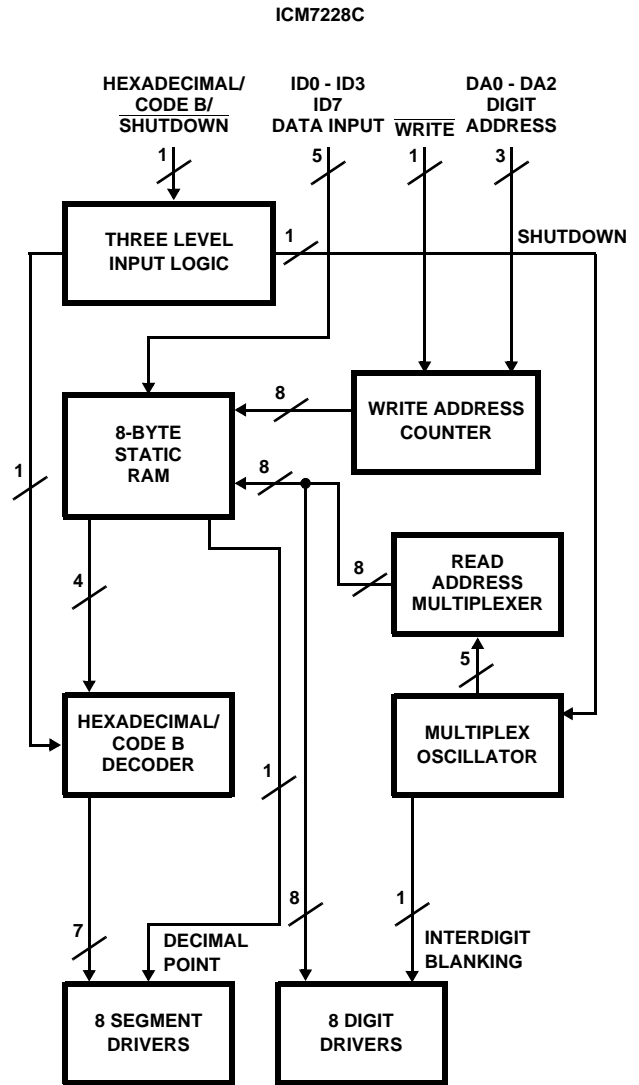 ICM7228C
HEXADECIMAL/
CODE B/
SHUTDOWN
ID0 - ID3
ID7
DATA INPUT
WRITE
DA0 - DA2
DIGIT
ADDRESS
1
5
1
3
THREE LEVEL
INPUT LOGIC
1
SHUTDOWN
8-BYTE
STATIC
RAM
8
WRITE ADDRESS
COUNTER
1
8
8
READ
ADDRESS
MULTIPLEXER
4
5
HEXADECIMAL/
CODE B
DECODER
MULTIPLEX
OSCILLATOR
1
7
DECIMAL
POINT
8
1
INTERDIGIT
BLANKING
8 SEGMENT
DRIVERS
8 DIGIT
DRIVERS